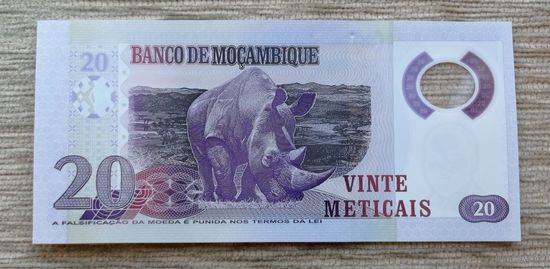 BANCO DE MOÇAMBIQUE
20
20
VINTE
METICAIS
20
A FALSIFICAÇÃO DA MOEDA É PUNIDA NOS TERMOS DA LEI